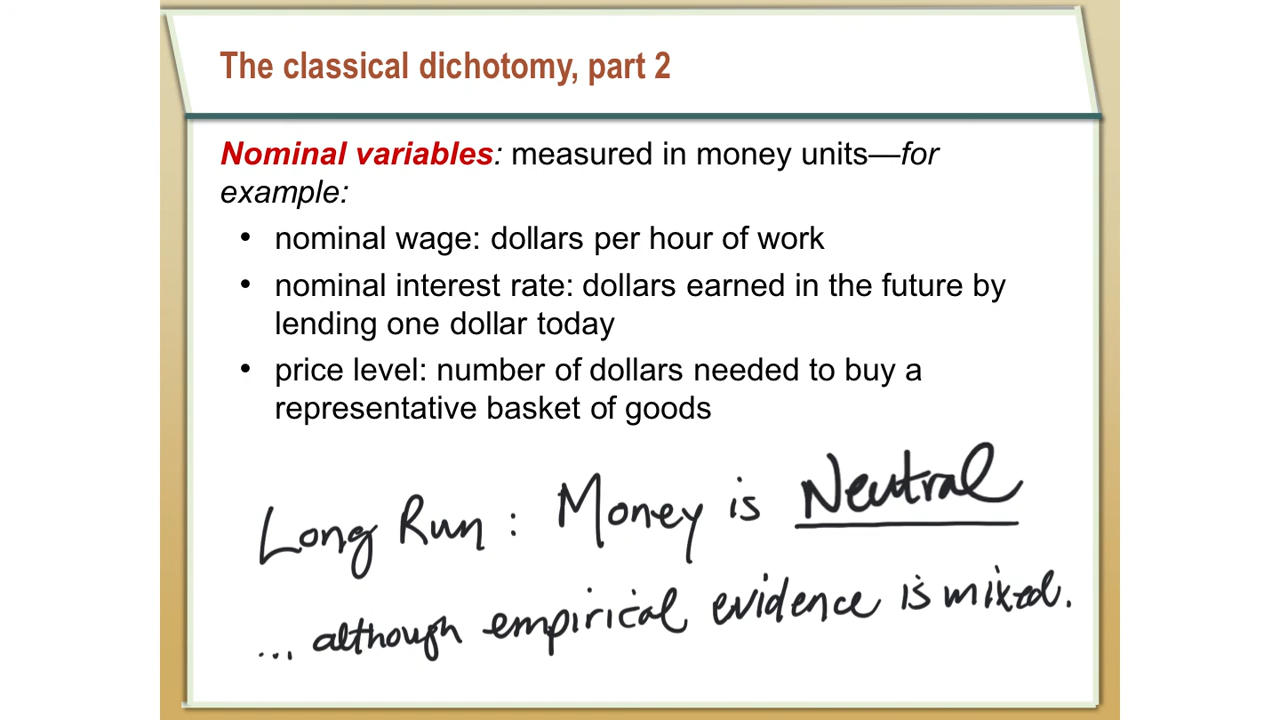 The classical dichotomy, part 2
Nominal variables: measured in money units—for
example:
• nominal wage: dollars per hour of work
• nominal interest rate: dollars earned in the future by
lending one dollar today
• price level: number of dollars needed to buy a
representative basket of goods
Long Run : Money is Neutral
... although empirical evidence is mixed.